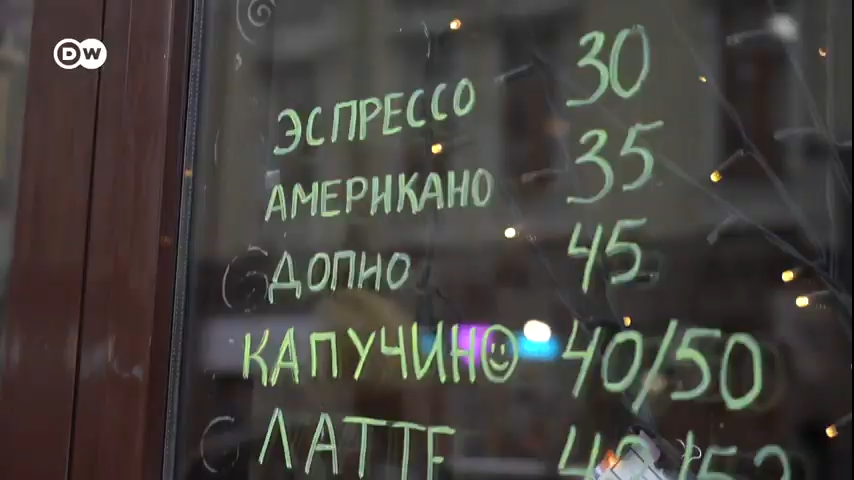 DW
ЭСПРЕССО 30
АМЕРИКАНО 35
ДОПИО 45
КАПУЧИНО 40/50
ЛАТТЕ